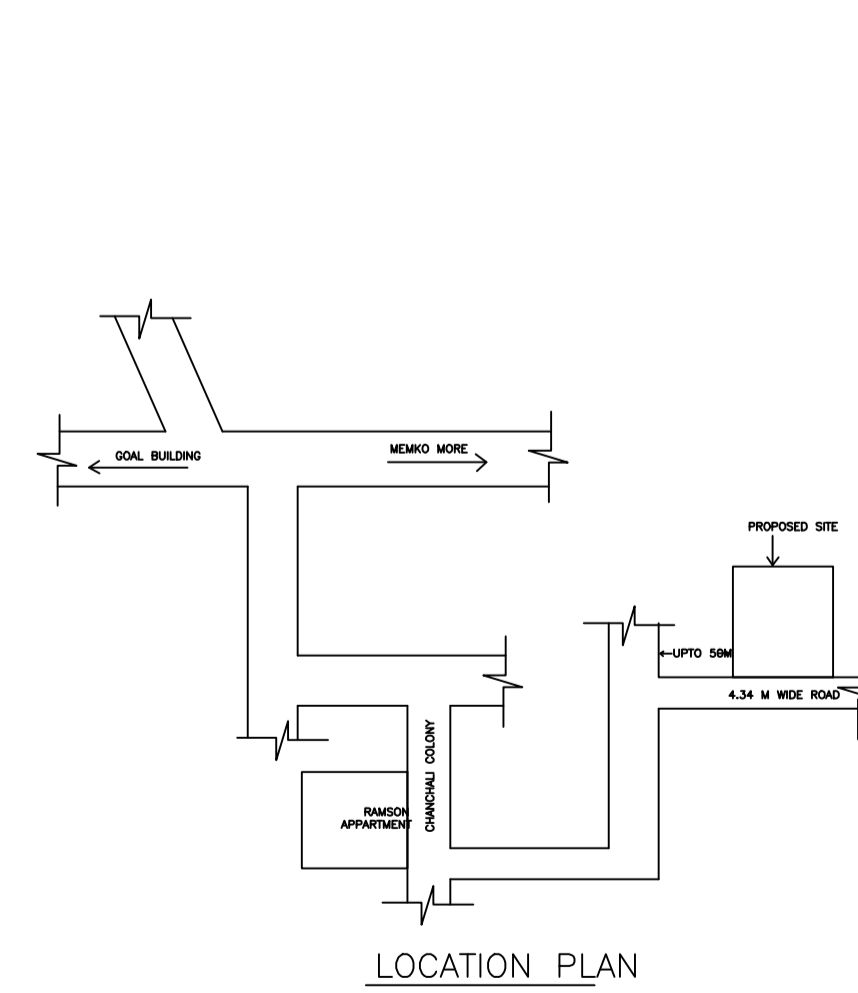 GOAL BUILDING
MEMKO MORE
PROPOSED SITE
UPTO 50M
4.34 M WIDE ROAD
CHANCHALI COLONY
RAMSON
APPARTMENT
LOCATION PLAN